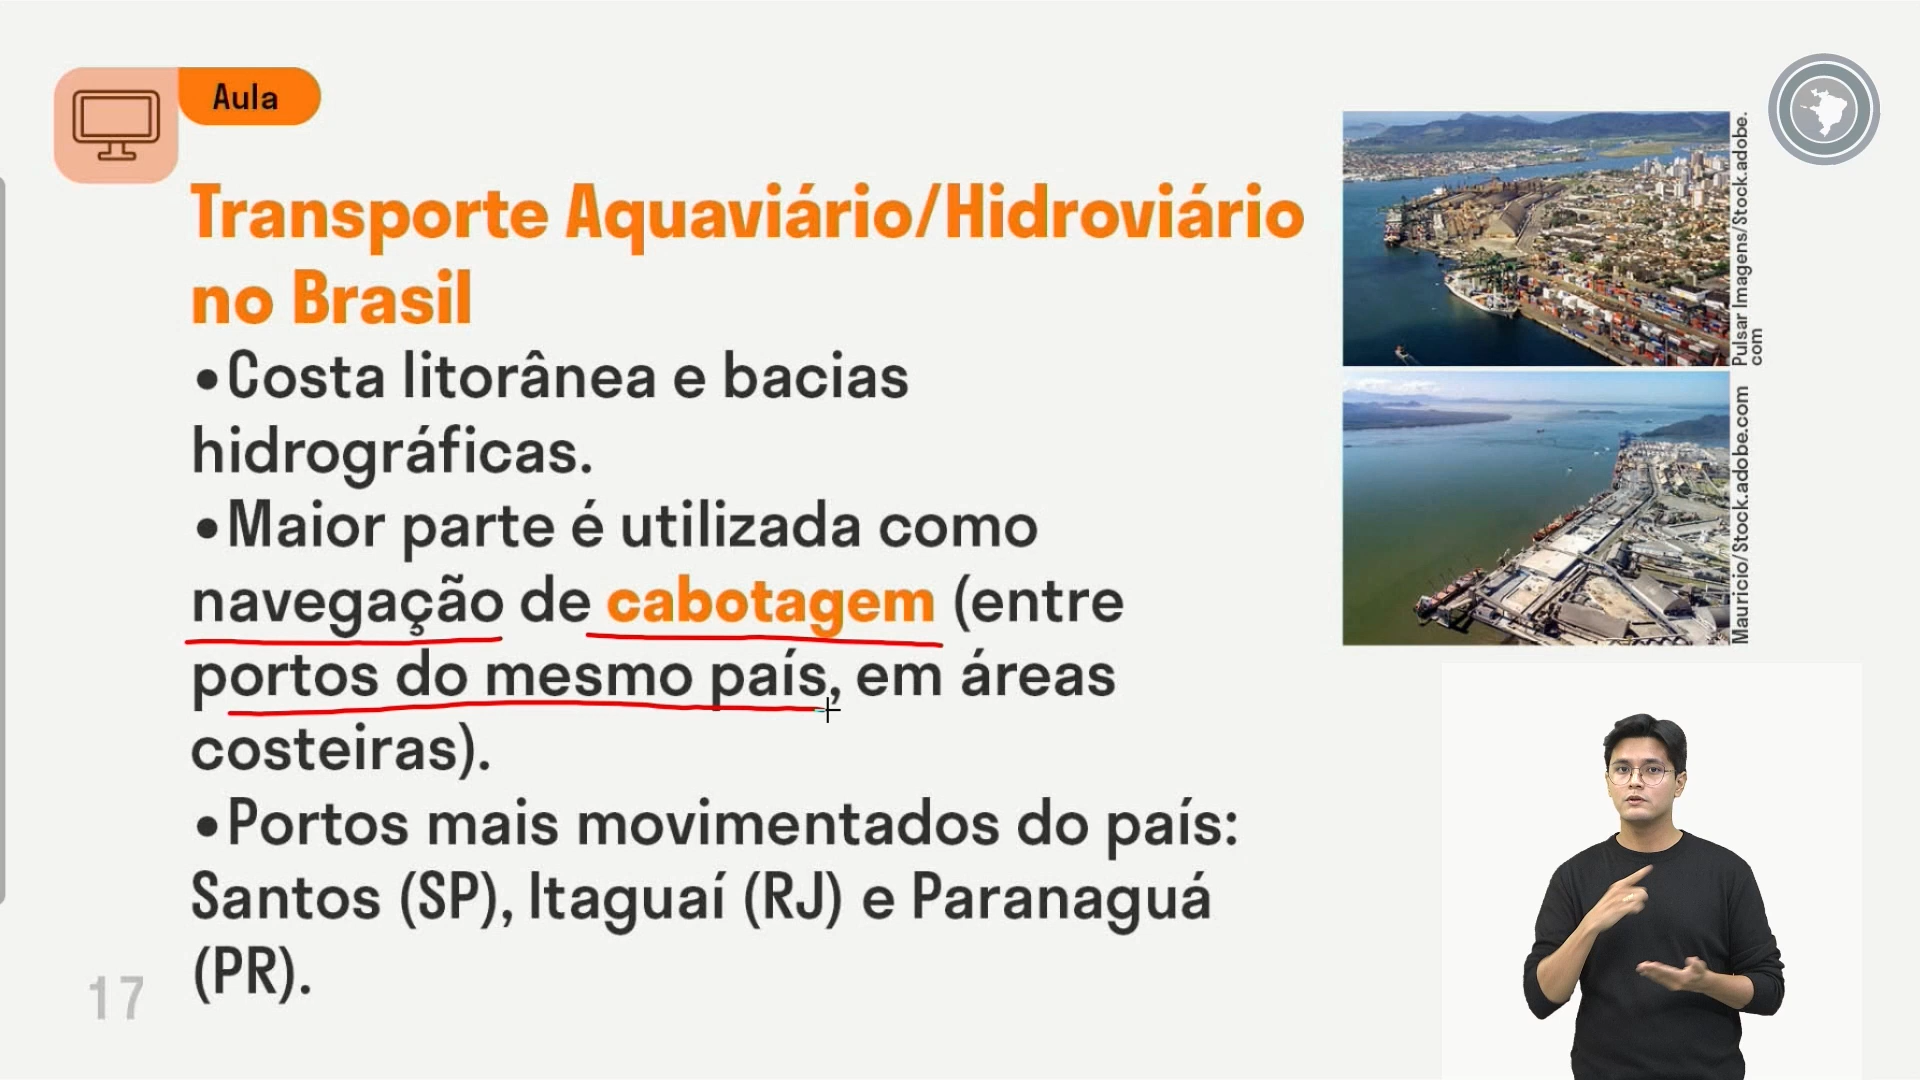 Aula
Transporte Aquaviário/Hidroviário
no Brasil
•Costa litorânea e bacias
hidrográficas.
•Maior parte é utilizada como
navegação de cabotagem (entre
portos do mesmo país, em áreas
costeiras).
•Portos mais movimentados do país:
Santos (SP), Itaguaí (RJ) e Paranaguá
(PR).
17
Pulsar Imagens/Stock.adobe.
com
Mauricio/Stock.adobe.com